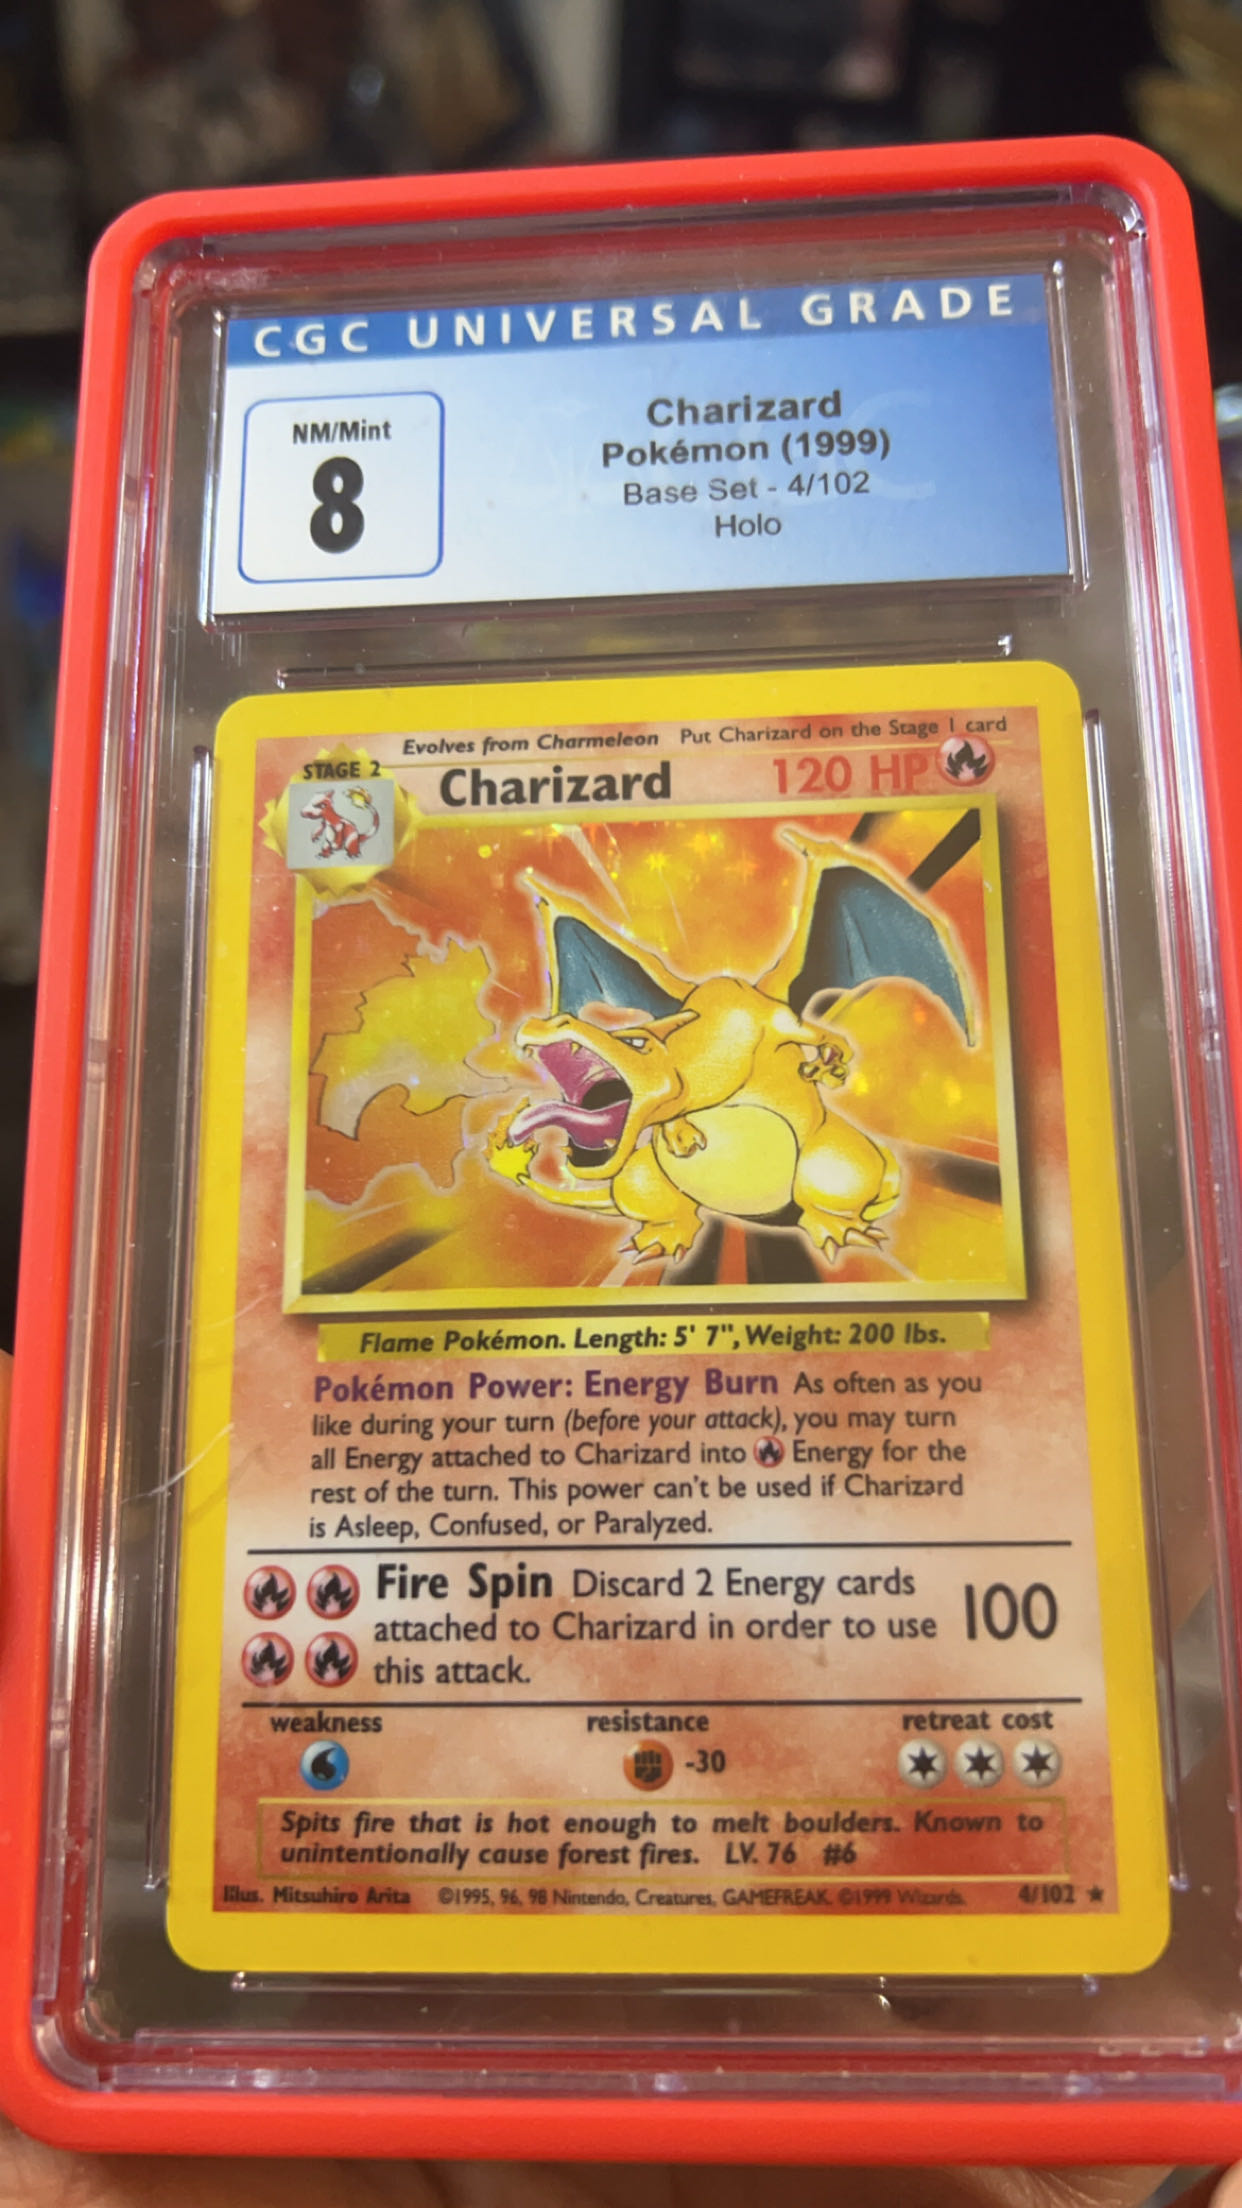 CGC UNIVERSAL GRADE
NM/Mint
8
Charizard
Pokémon (1999)
Base Set - 4/102
Holo
Evolves from Charmeleon Put Charizard on the Stage 1 card
STAGE 2
Charizard 120 HP
Flame Pokémon. Length: 5' 7", Weight: 200 lbs.
Pokémon Power: Energy Burn As often as you
like during your turn (before your attack), you may turn
all Energy attached to Charizard into Energy for the
rest of the turn. This power can't be used if Charizard
is Asleep, Confused, or Paralyzed.
Fire Spin Discard 2 Energy cards
attached to Charizard in order to use 100
this attack.
weakness resistance retreat cost
-30
Spits fire that is hot enough to melt boulders. Known to
unintentionally cause forest fires. LV. 76 #6
Illus. Mitsuhiro Arita ©1995, 96, 98 Nintendo, Creatures, GAMEFREAK. ©1999 Wizards. 4/102 ★